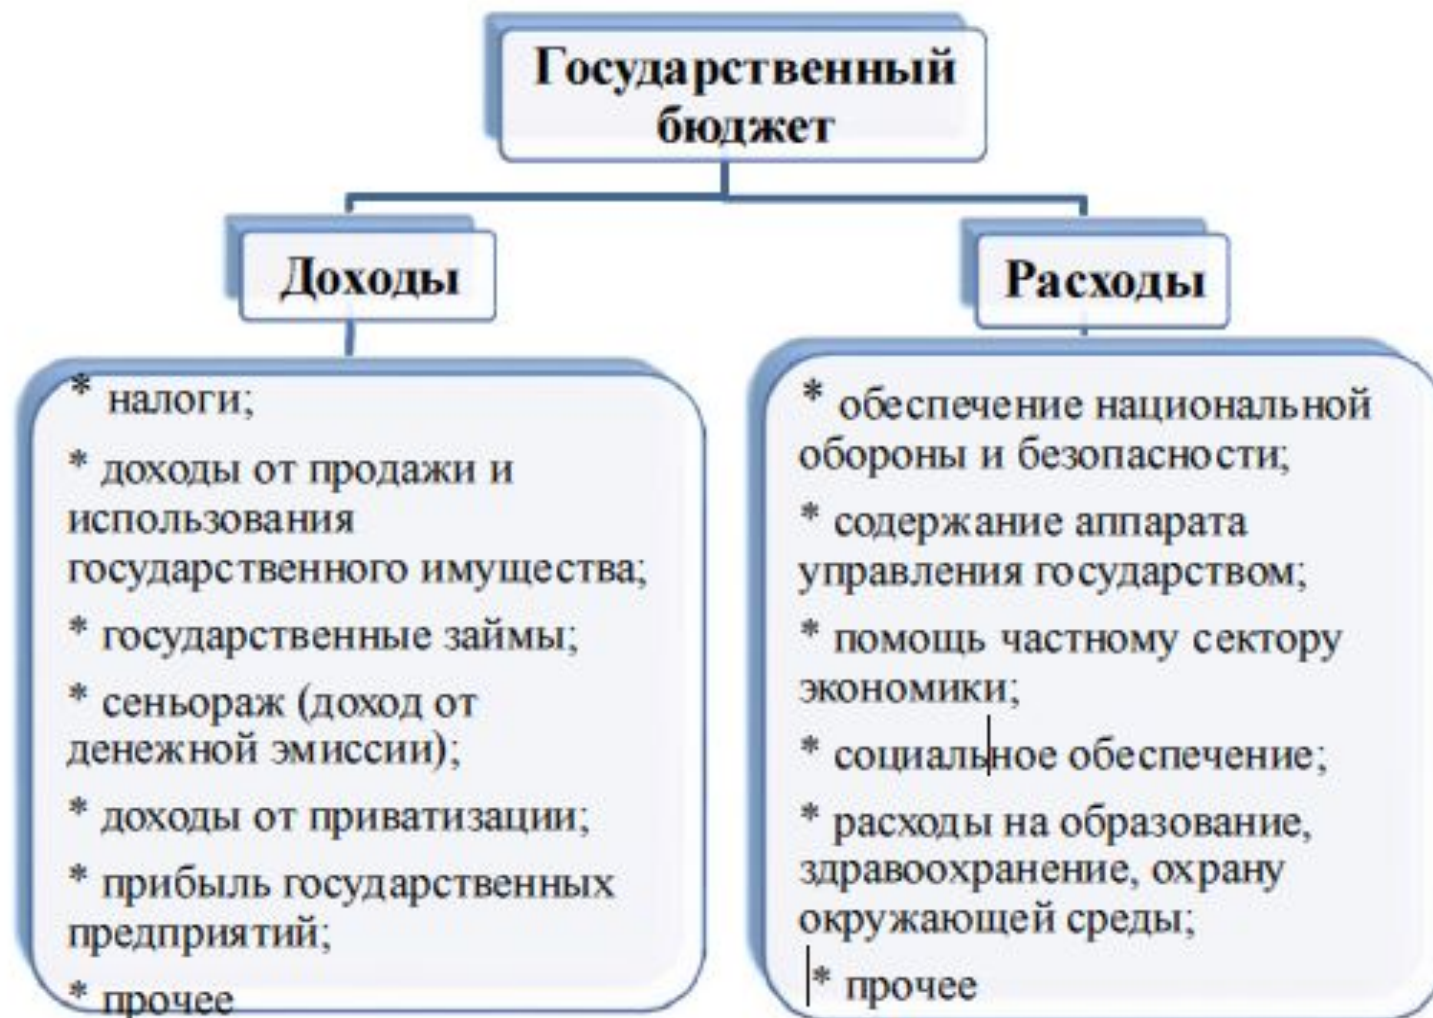 Государственный
бюджет
Доходы
* налоги;
* доходы от продажи и
использования
государственного имущества;
* государственные займы;
* сеньораж (доход от
денежной эмиссии);
* доходы от приватизации;
* прибыль государственных
предприятий;
* прочее
Расходы
* обеспечение национальной
обороны и безопасности;
* содержание аппарата
управления государством;
* помощь частному сектору
экономики;
* социальное обеспечение;
* расходы на образование,
здравоохранение, охрану
окружающей среды;
* прочее